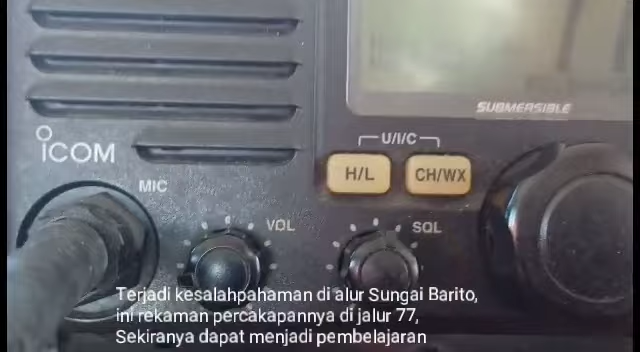 SUBMERSIBLE
U/I/C
ICOM
H/L
CH/WX
MIC
VOL
SQL
Terjadi kesalahpahaman di alur Sungai Barito,
ini rekaman percakapannya di jalur 77,
Sekiranya dapat menjadi pembelajaran